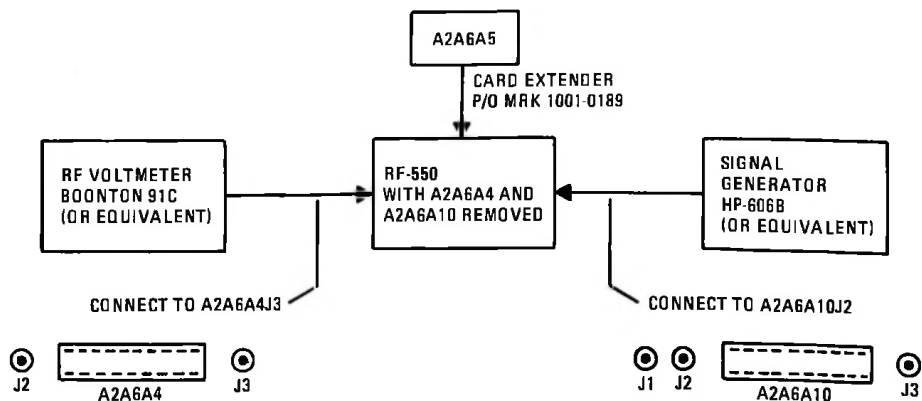 A2A6A5
CARD EXTENDER
P/O MRK 1001-0189
RF VOLTMETER
BOONTON 91C
(OR EQUIVALENT)
RF-550
WITH A2A6A4 AND
A2A6A10 REMOVED
SIGNAL
GENERATOR
HP-606B
(OR EQUIVALENT)
CONNECT TO A2A6A4J3
CONNECT TO A2A6A10J2
J2
A2A6A4
J3
J1
J2
A2A6A10
J3